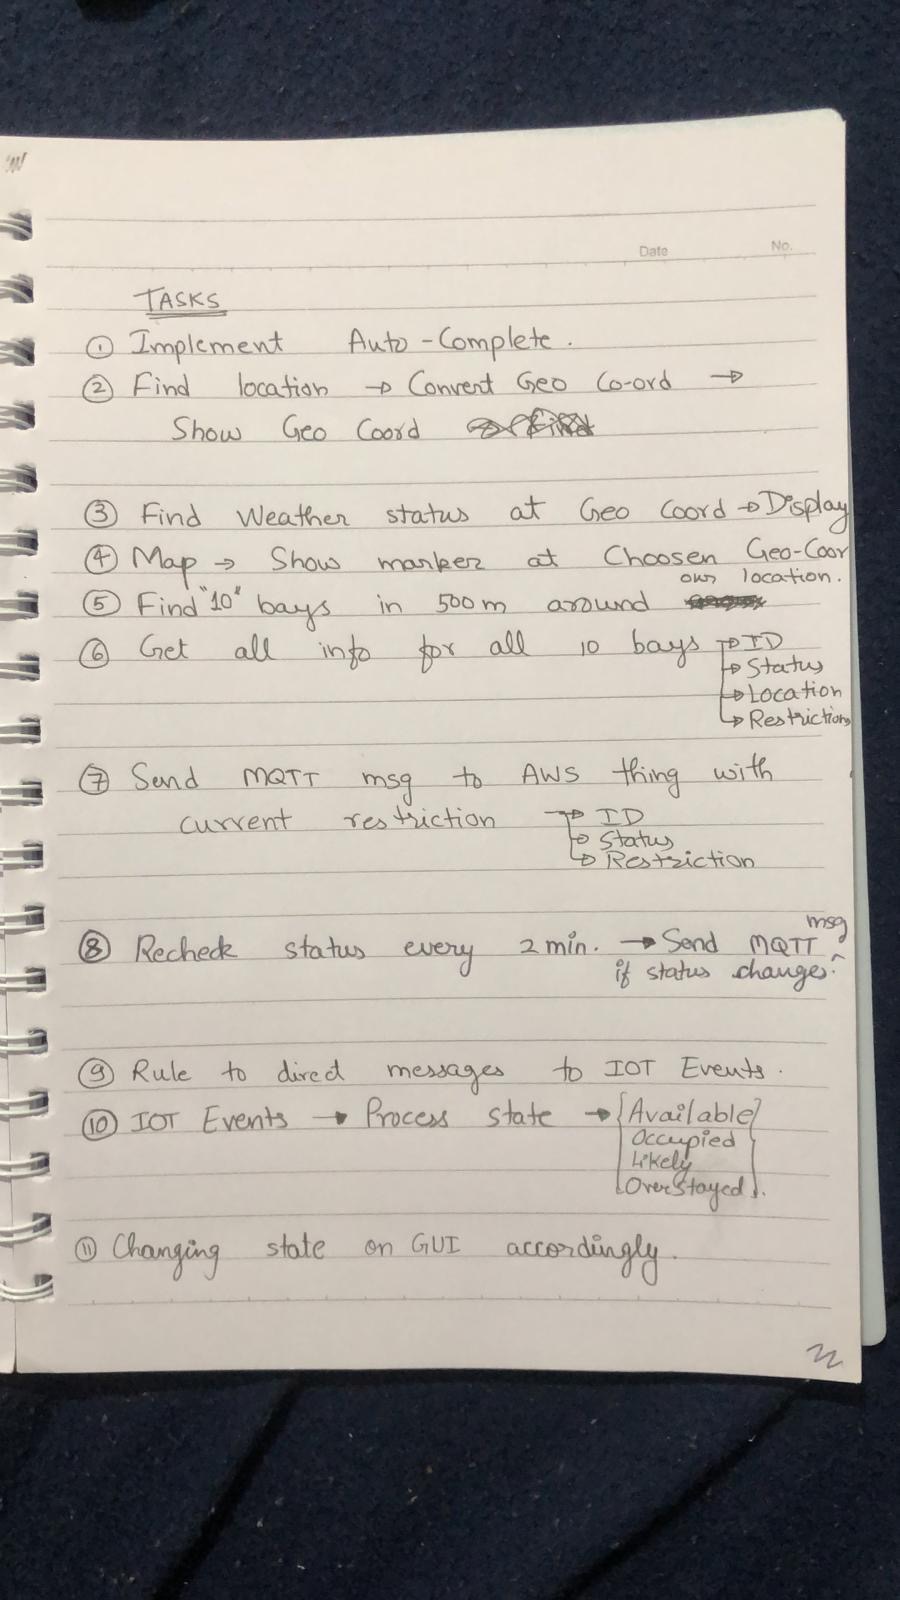 Date No.
TASKS
① Implement Auto-Complete.
② Find location → Convert Geo Co-ord →
Show Geo Coord
③ Find Weather status at Geo Coord → Display
④ Map → Show marker at Choosen Geo-Coor
our location.
⑤ Find "10" bays in 500m around
⑥ Get all info for all 10 bays → ID
→ Status
→ Location
→ Restriction
⑦ Send MQTT msg to AWS thing with
current restriction → ID
→ Status
→ Restriction
msg
⑧ Recheck status every 2 min. → Send MQTT ^
if status changes.
⑨ Rule to direct messages to IOT Events.
⑩ IOT Events → Process state → {Available}
Occupied
Likely
OverStayed.
⑪ Changing state on GUI accordingly.